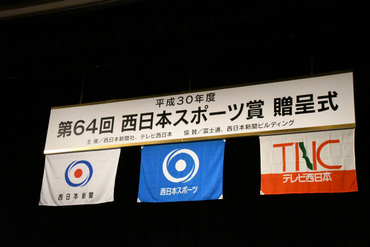 平成30年度
第64回 西日本スポーツ賞 贈呈式
主 催／西日本新聞社、テレビ西日本　協 賛／富士通、西日本新聞ビルディング
西日本新聞
西日本スポーツ
TNC
テレビ西日本